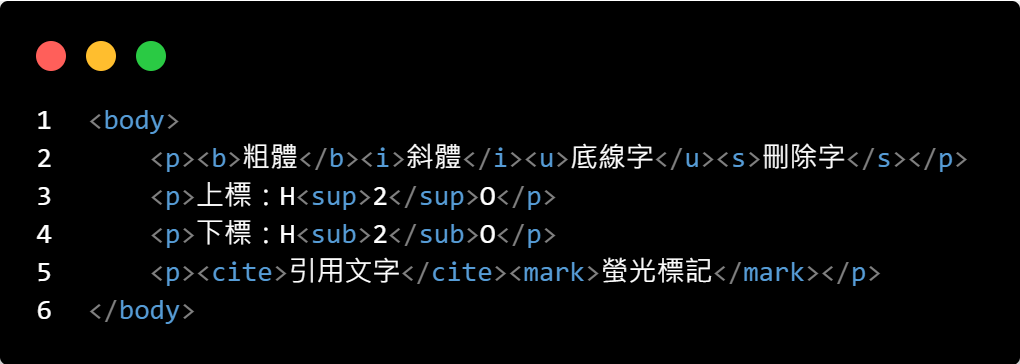 1 <body>
2     <p><b>粗體</b><i>斜體</i><u>底線字</u><s>刪除字</s></p>
3     <p>上標：H<sup>2</sup>O</p>
4     <p>下標：H<sub>2</sub>O</p>
5     <p><cite>引用文字</cite><mark>螢光標記</mark></p>
6 </body>